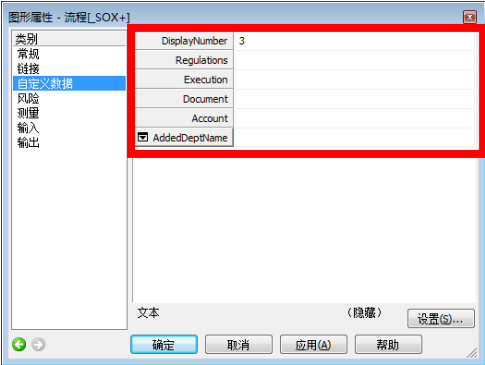 图形属性 - 流程[_SOX+]
类别
常规
链接
自定义数据
风险
测量
输入
输出
DisplayNumber 3
Regulations
Execution
Document
Account
AddedDeptName
文本 （隐藏） 设置(S)...
确定 取消 应用(A) 帮助